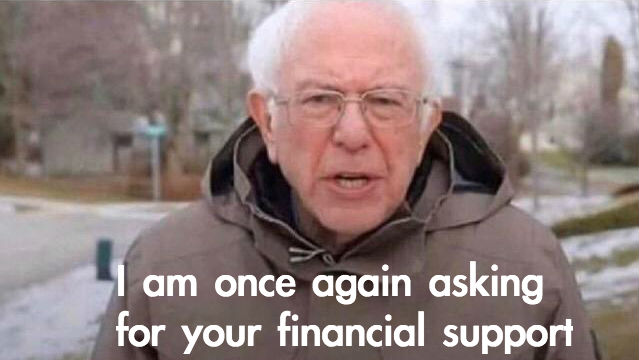 I am once again asking
for your financial support